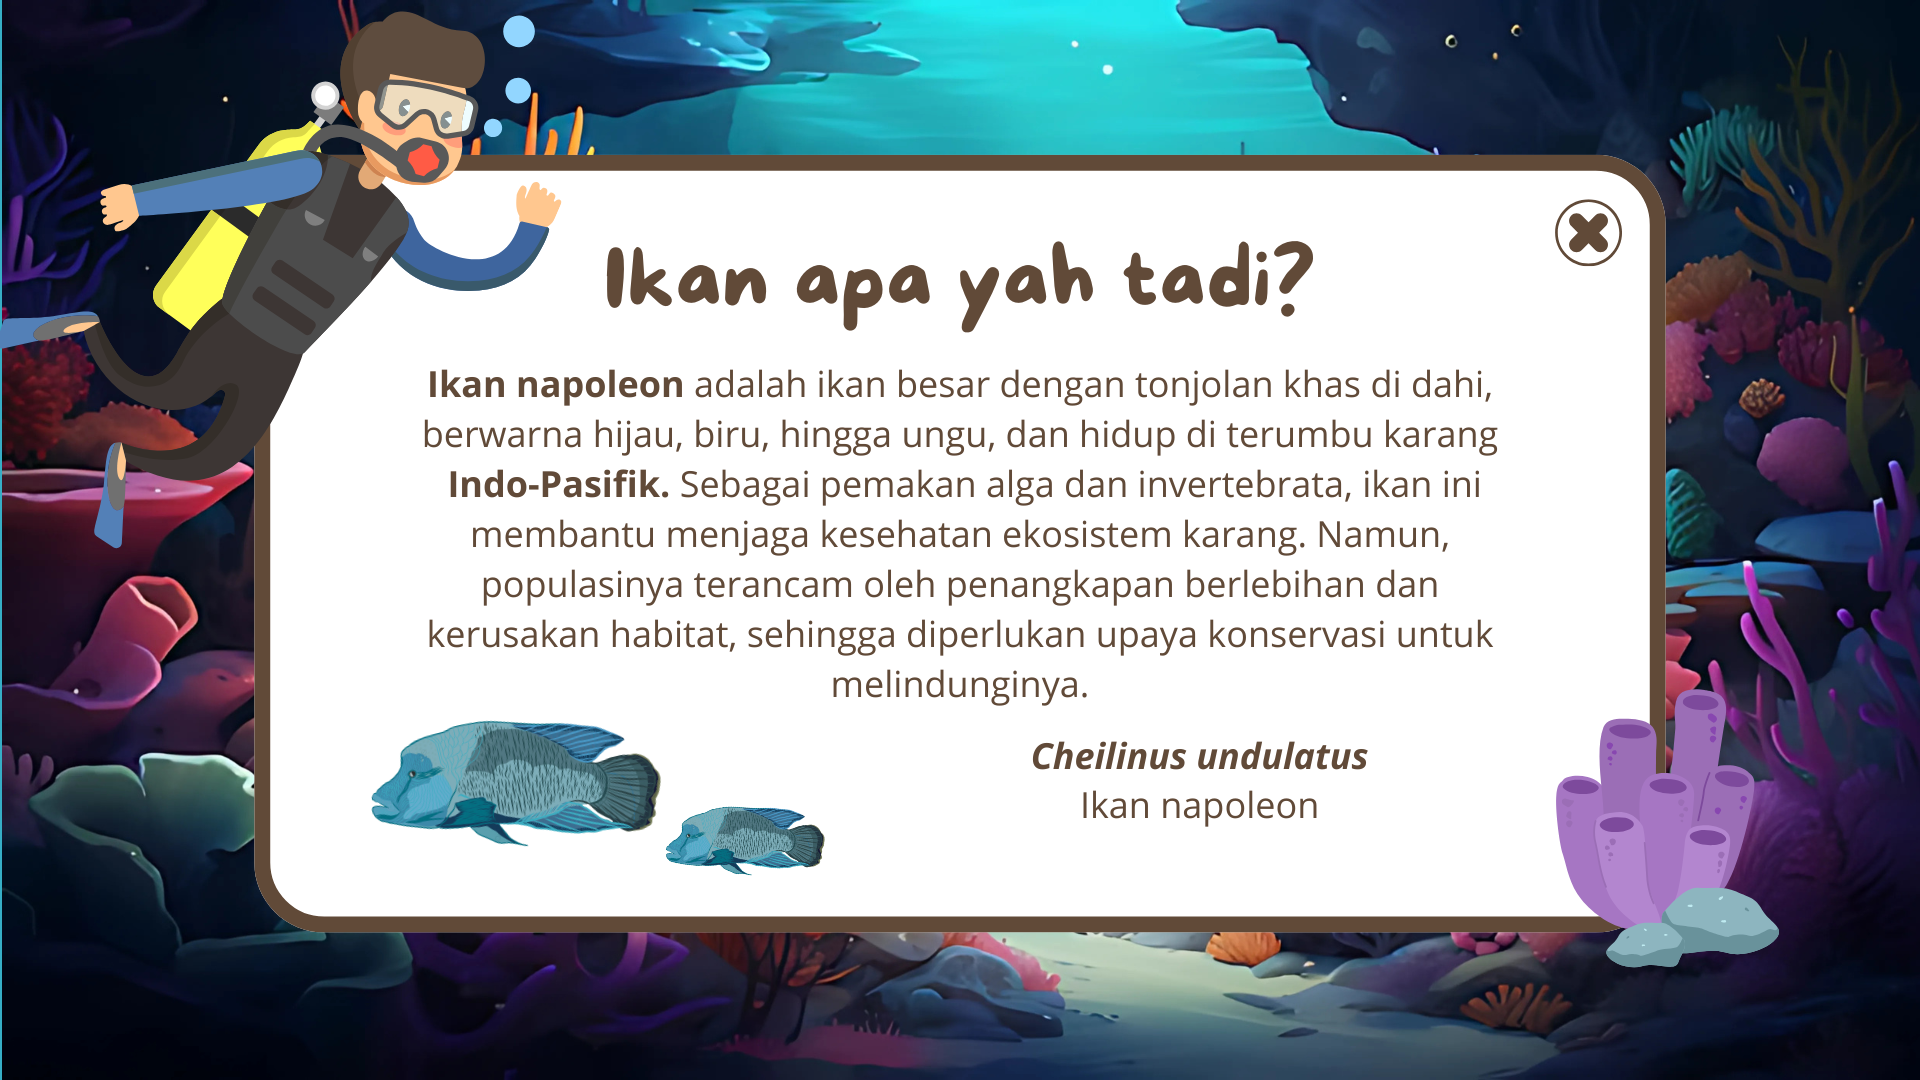 Ikan apa yah tadi?
Ikan napoleon adalah ikan besar dengan tonjolan khas di dahi,
berwarna hijau, biru, hingga ungu, dan hidup di terumbu karang
Indo-Pasifik. Sebagai pemakan alga dan invertebrata, ikan ini
membantu menjaga kesehatan ekosistem karang. Namun,
populasinya terancam oleh penangkapan berlebihan dan
kerusakan habitat, sehingga diperlukan upaya konservasi untuk
melindunginya.
Cheilinus undulatus
Ikan napoleon